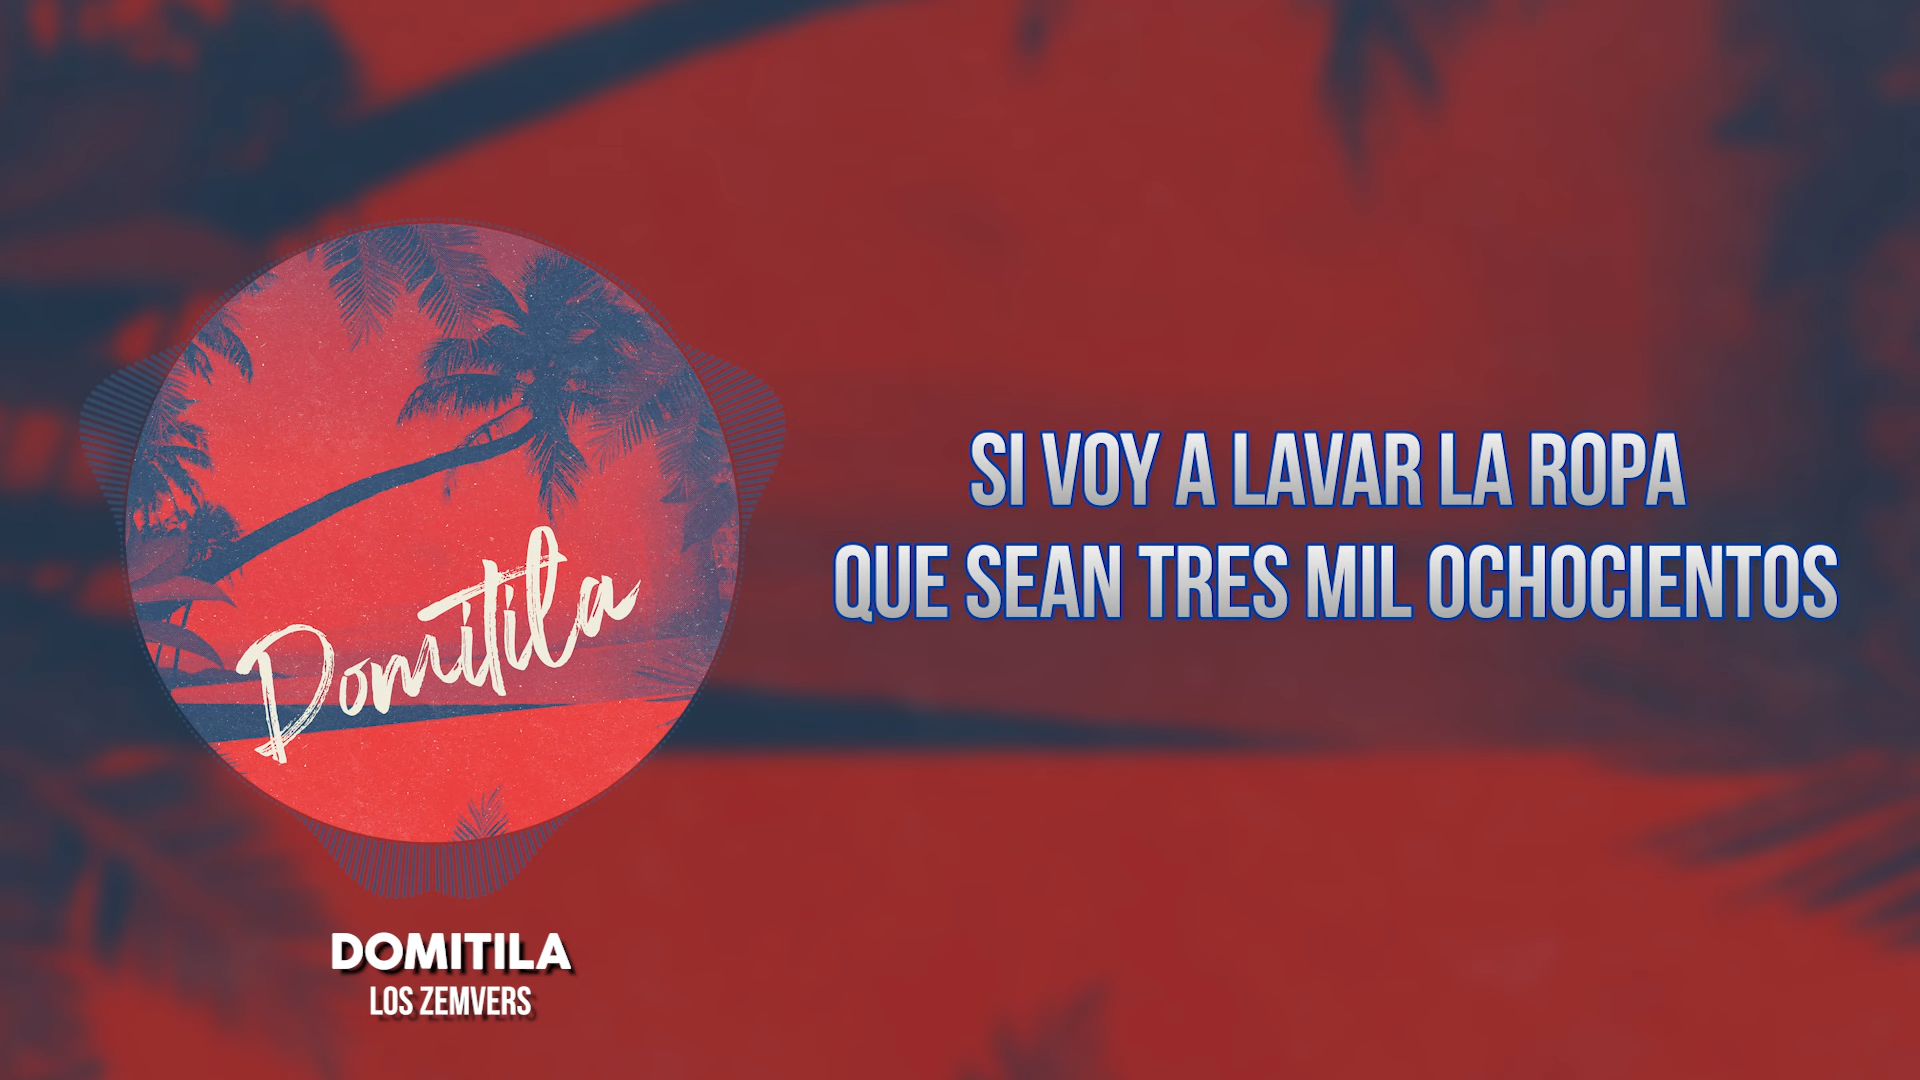 Domitila
DOMITILA
LOS ZEMVERS
SI VOY A LAVAR LA ROPA
QUE SEAN TRES MIL OCHOCIENTOS